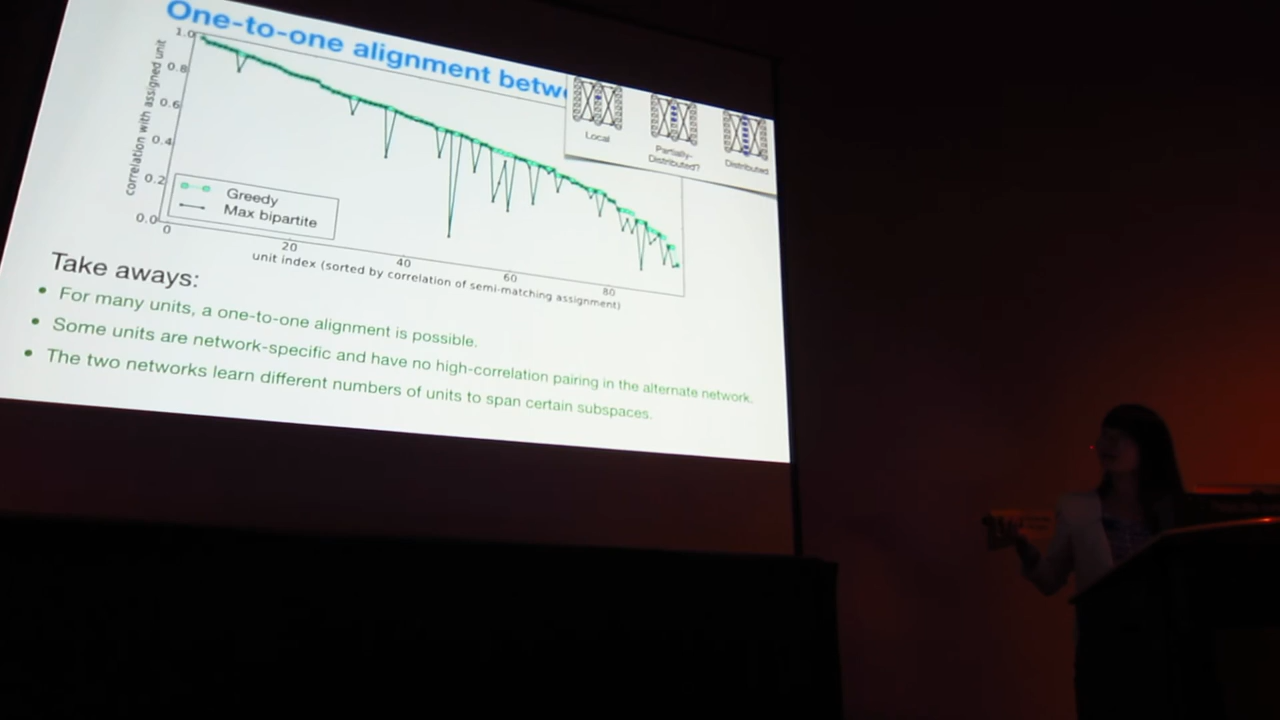 One-to-one alignment
1.0
0.8
0.6
0.4
0.2
0.0
correlation with assigned unit
Greedy
Max bipartite
0
20
40
60
80
unit index (sorted by correlation of semi-matching assignment)
Local
Partially-
Distributed?
Distributed
Take aways:
• For many units, a one-to-one alignment is possible.
• Some units are network-specific and have no high-correlation pairing in the alternate network.
• The two networks learn different numbers of units to span certain subspaces.